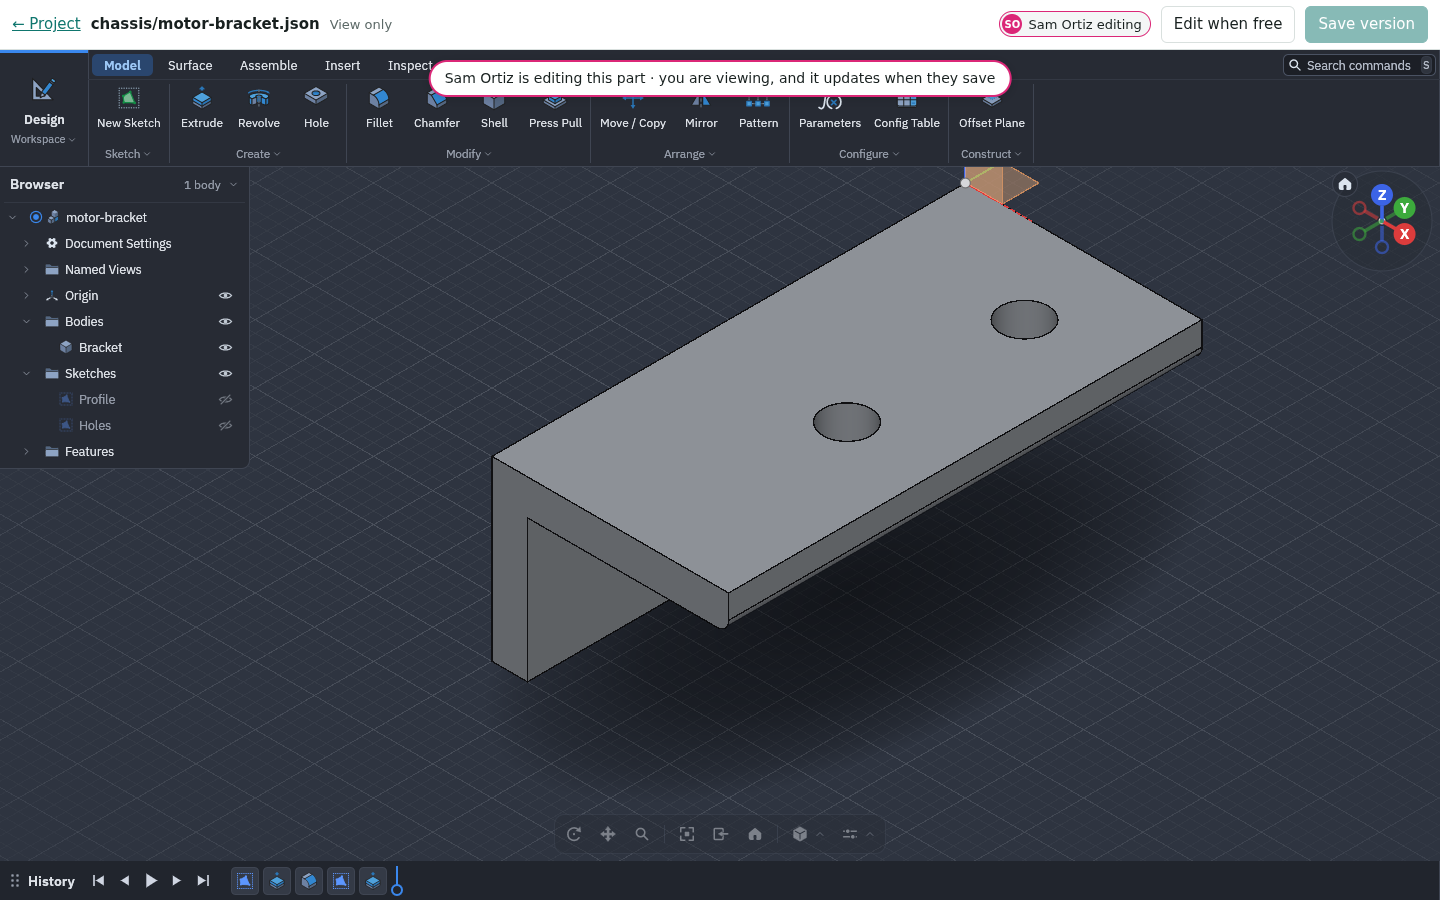 ← Project chassis/motor-bracket.json View only SO Sam Ortiz editing Edit when free Save version
Model Surface Assemble Insert Inspect Search commands S
Sam Ortiz is editing this part · you are viewing, and it updates when they save
Design
Workspace
New Sketch Extrude Revolve Hole Fillet Chamfer Shell Press Pull Move / Copy Mirror Pattern Parameters Config Table Offset Plane
Sketch Create Modify Arrange Configure Construct
Browser 1 body
motor-bracket
Document Settings
Named Views
Origin
Bodies
Bracket
Sketches
Profile
Holes
Features
Z
Y
X
History